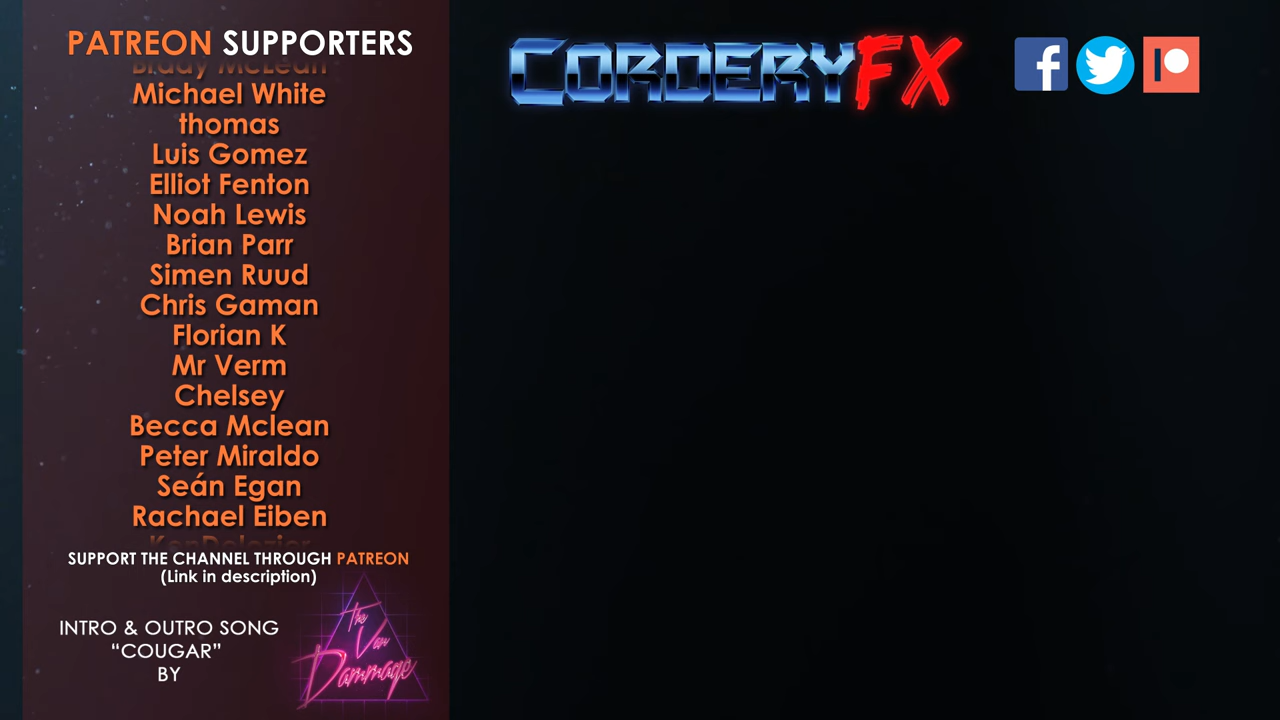 PATREON SUPPORTERS
Brady McLean
Michael White
thomas
Luis Gomez
Elliot Fenton
Noah Lewis
Brian Parr
Simen Ruud
Chris Gaman
Florian K
Mr Verm
Chelsey
Becca Mclean
Peter Miraldo
Seán Egan
Rachael Eiben
SUPPORT THE CHANNEL THROUGH PATREON
(Link in description)
INTRO & OUTRO SONG
“COUGAR”
BY
The
Van
Dammage
CORDERYFX